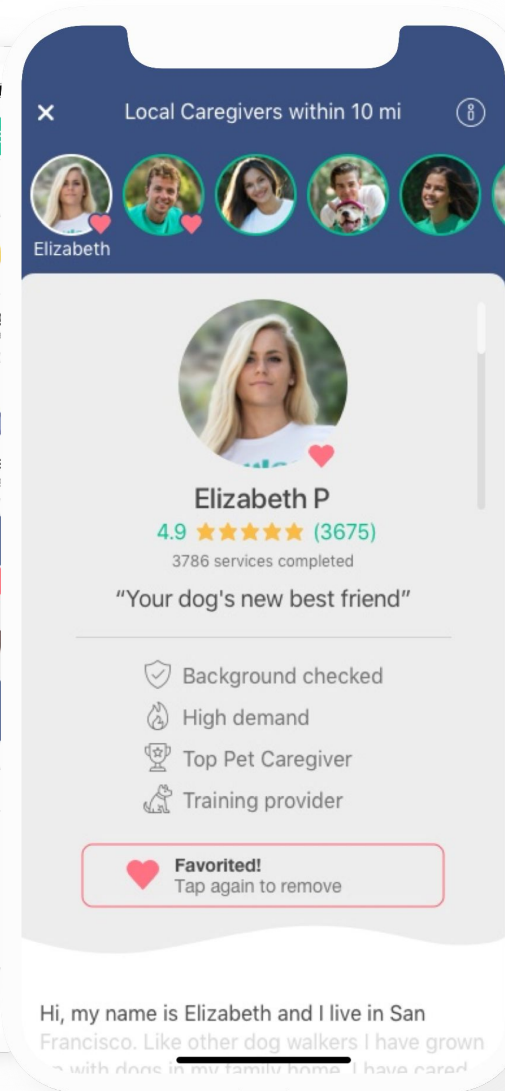 Local Caregivers within 10 mi
Elizabeth
Elizabeth P
4.9 (3675)
3786 services completed
“Your dog's new best friend”
Background checked
High demand
Top Pet Caregiver
Training provider
Favorited!
Tap again to remove
Hi, my name is Elizabeth and I live in San
Francisco. Like other dog walkers I have grown
with dogs in my family home. I have cared